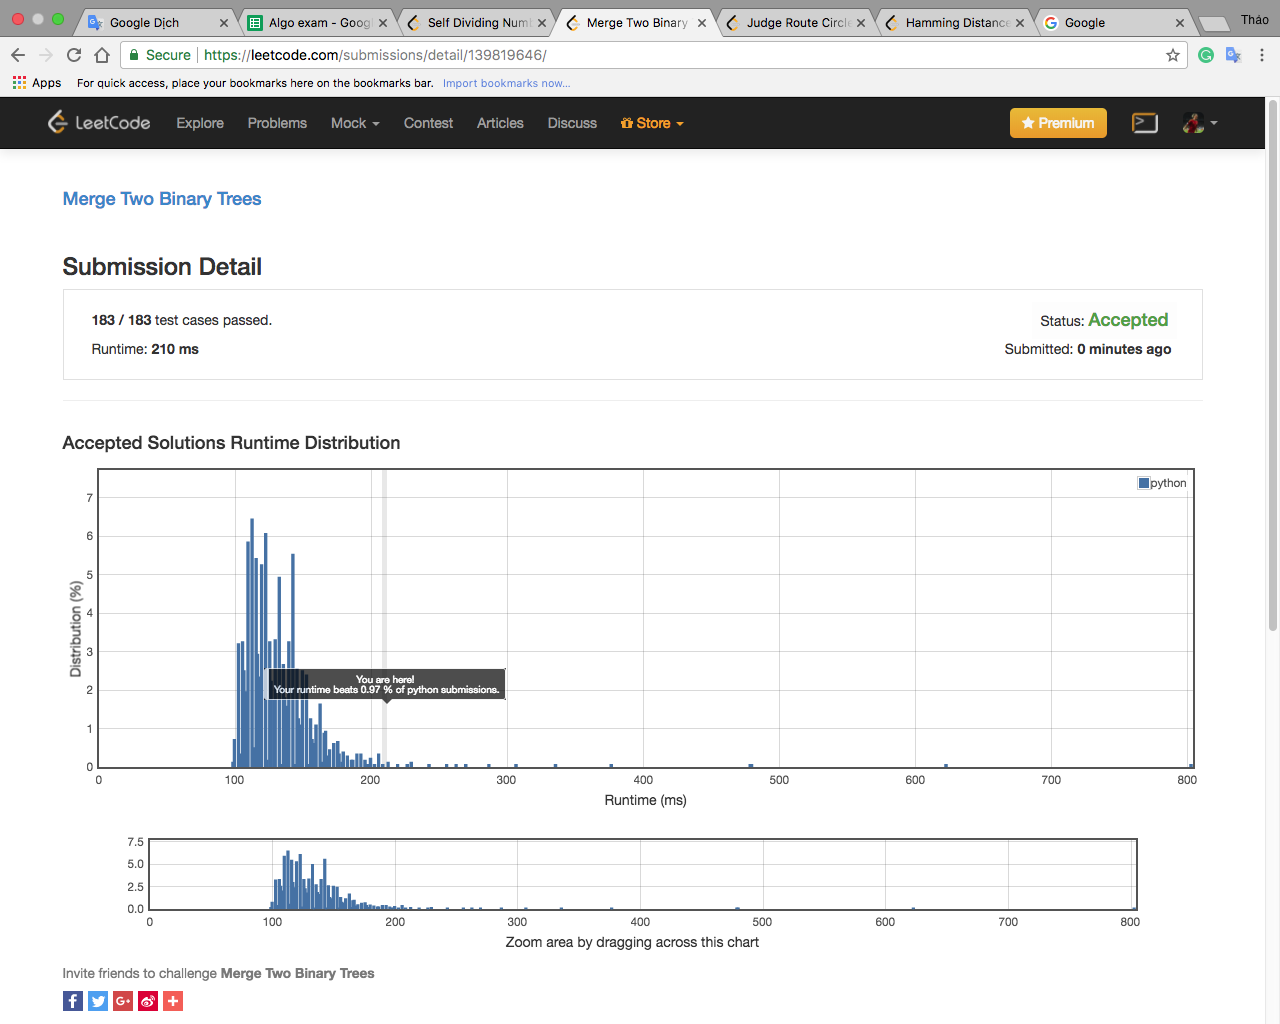 Google Dịch
Algo exam - Googl
Self Dividing Num
Merge Two Binary
Judge Route Circle
Hamming Distance
Google
Tháo
Secure https://leetcode.com/submissions/detail/139819646/
Apps For quick access, place your bookmarks here on the bookmarks bar. Import bookmarks now...
LeetCode Explore Problems Mock Contest Articles Discuss Store Premium
Merge Two Binary Trees
Submission Detail
183 / 183 test cases passed.
Status: Accepted
Runtime: 210 ms
Submitted: 0 minutes ago
Accepted Solutions Runtime Distribution
python
7
6
5
4
3
2
1
0
Distribution (%)
You are here!
Your runtime beats 0.97 % of python submissions.
0 100 200 300 400 500 600 700 800
Runtime (ms)
7.5
5.0
2.5
0.0
0 100 200 300 400 500 600 700 800
Zoom area by dragging across this chart
Invite friends to challenge Merge Two Binary Trees